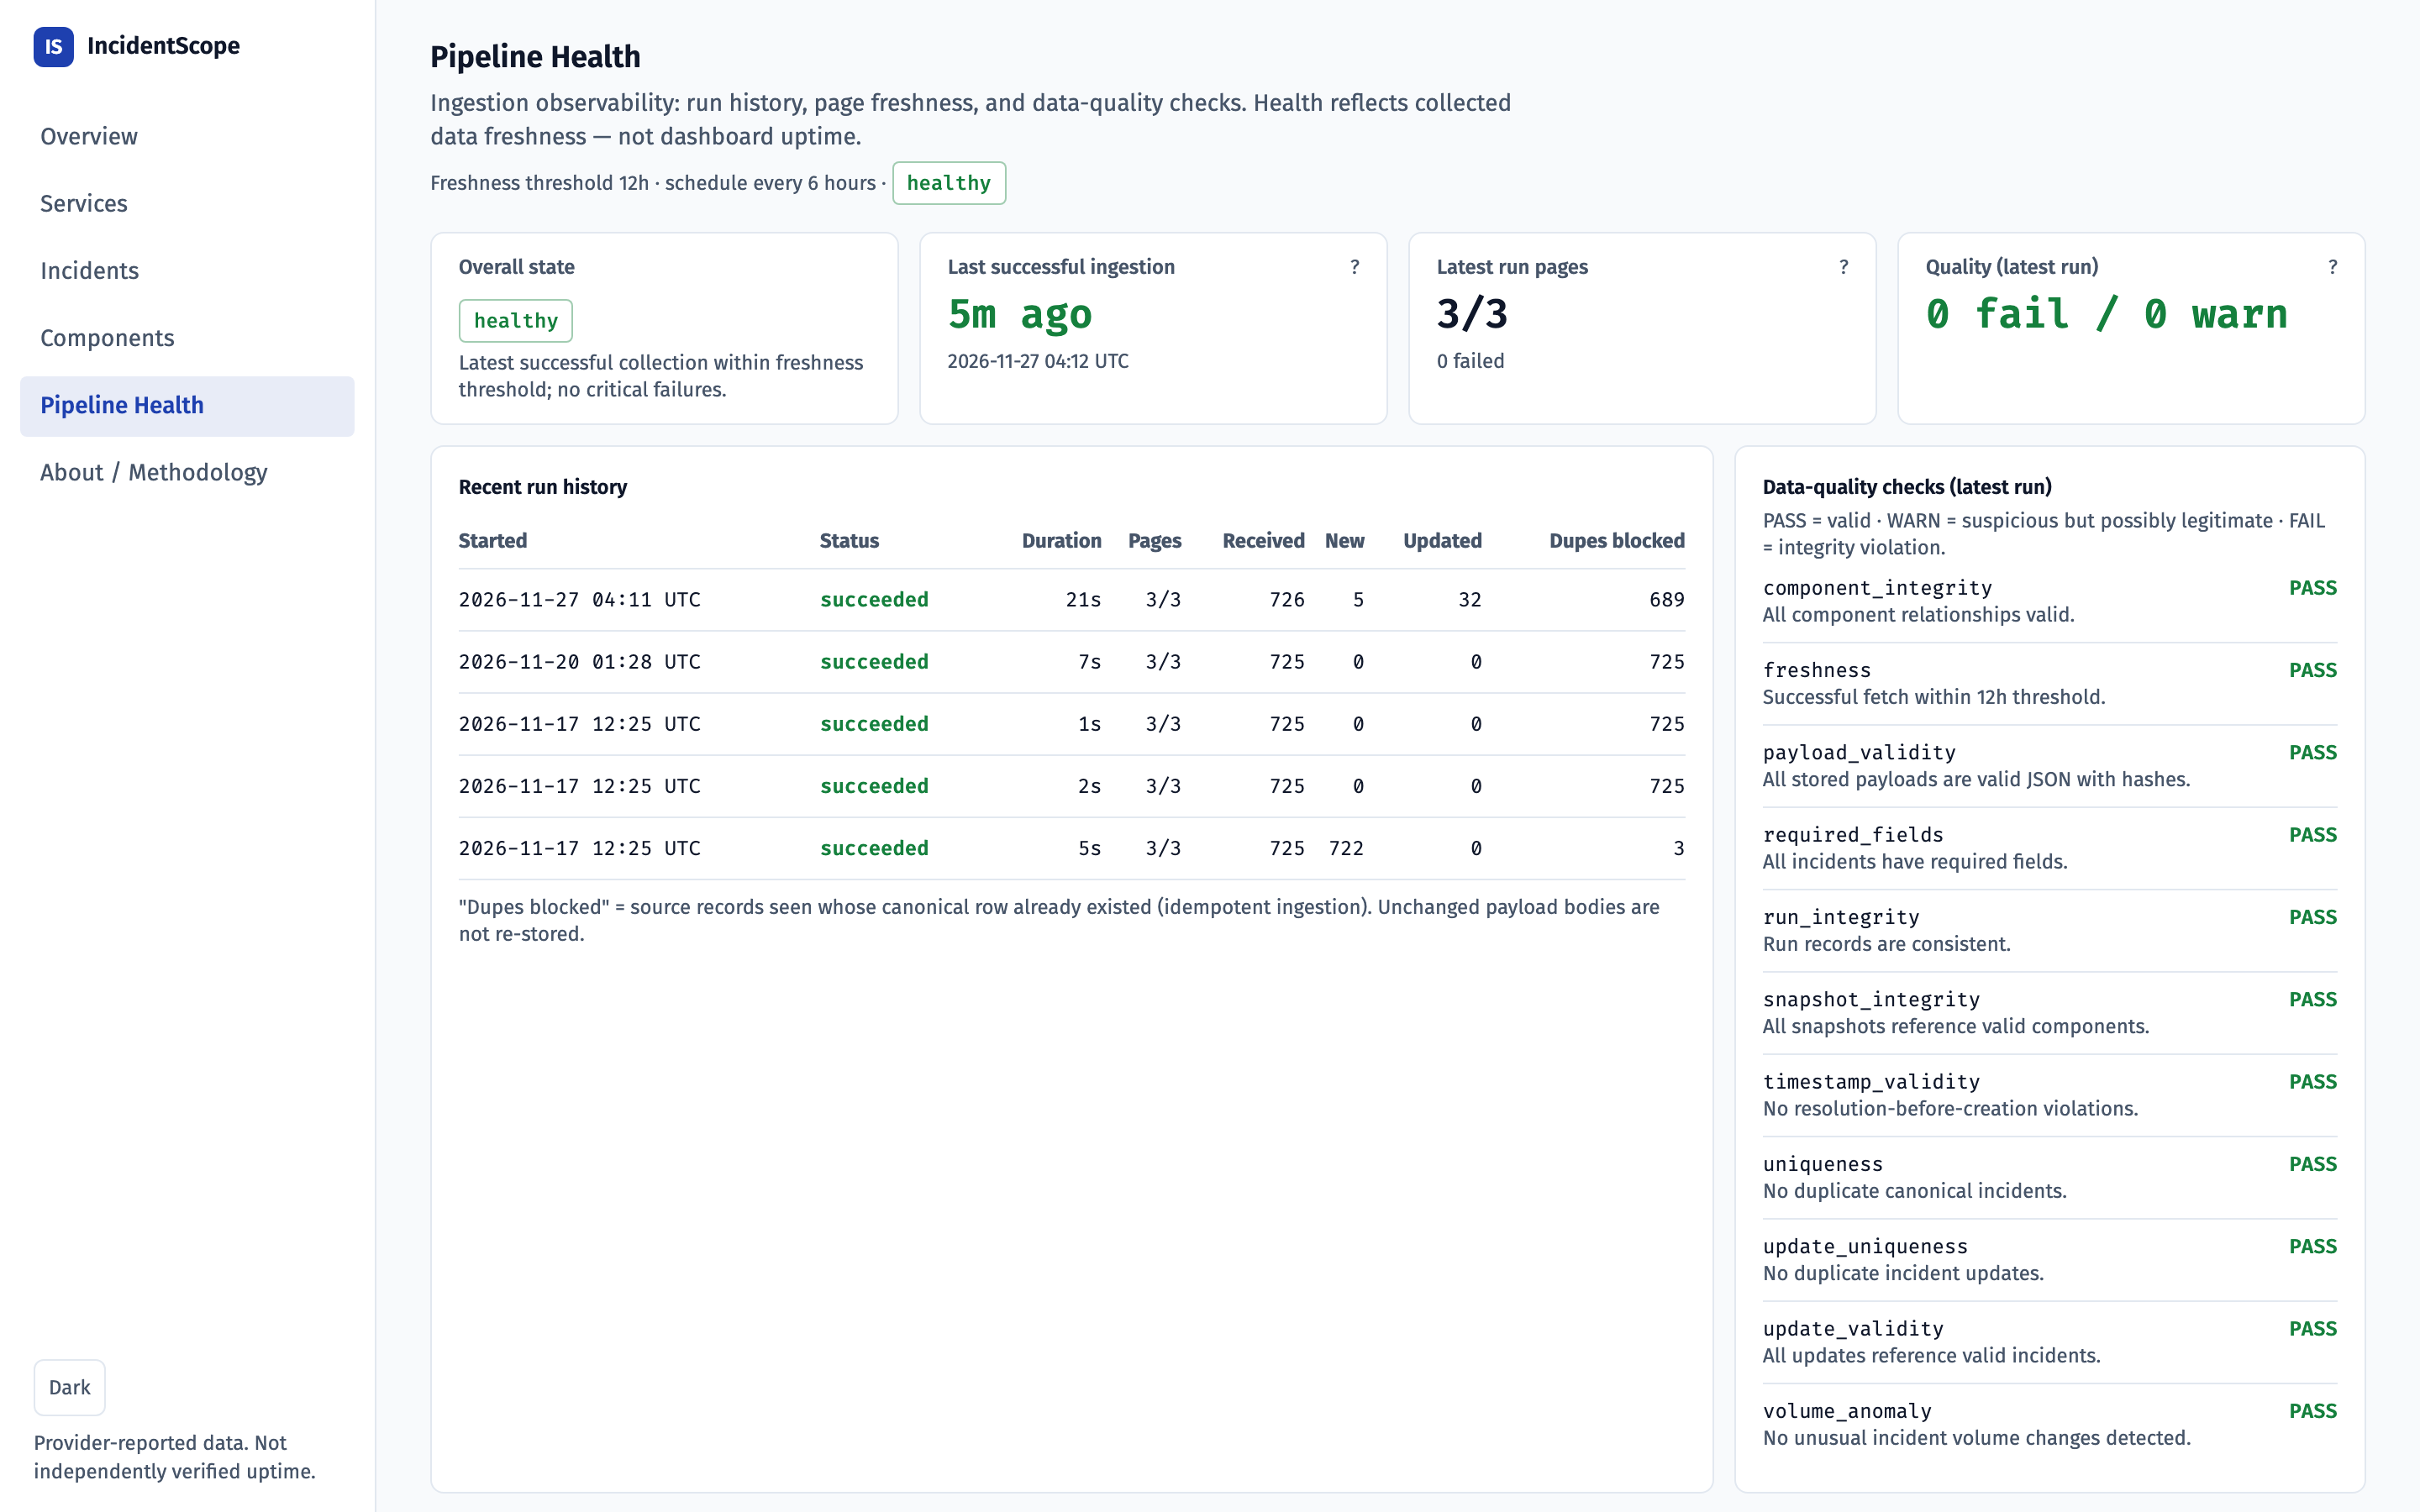 IS IncidentScope
Overview
Services
Incidents
Components
Pipeline Health
About / Methodology
Dark
Provider-reported data. Not
independently verified uptime.
Pipeline Health
Ingestion observability: run history, page freshness, and data-quality checks. Health reflects collected
data freshness — not dashboard uptime.
Freshness threshold 12h · schedule every 6 hours · healthy
Overall state
healthy
Latest successful collection within freshness
threshold; no critical failures.
Last successful ingestion ?
5m ago
2026-11-27 04:12 UTC
Latest run pages ?
3/3
0 failed
Quality (latest run) ?
0 fail / 0 warn
Recent run history
Started Status Duration Pages Received New Updated Dupes blocked
2026-11-27 04:11 UTC succeeded 21s 3/3 726 5 32 689
2026-11-20 01:28 UTC succeeded 7s 3/3 725 0 0 725
2026-11-17 12:25 UTC succeeded 1s 3/3 725 0 0 725
2026-11-17 12:25 UTC succeeded 2s 3/3 725 0 0 725
2026-11-17 12:25 UTC succeeded 5s 3/3 725 722 0 3
"Dupes blocked" = source records seen whose canonical row already existed (idempotent ingestion). Unchanged payload bodies are
not re-stored.
Data-quality checks (latest run)
PASS = valid · WARN = suspicious but possibly legitimate · FAIL
= integrity violation.
component_integrity PASS
All component relationships valid.
freshness PASS
Successful fetch within 12h threshold.
payload_validity PASS
All stored payloads are valid JSON with hashes.
required_fields PASS
All incidents have required fields.
run_integrity PASS
Run records are consistent.
snapshot_integrity PASS
All snapshots reference valid components.
timestamp_validity PASS
No resolution-before-creation violations.
uniqueness PASS
No duplicate canonical incidents.
update_uniqueness PASS
No duplicate incident updates.
update_validity PASS
All updates reference valid incidents.
volume_anomaly PASS
No unusual incident volume changes detected.